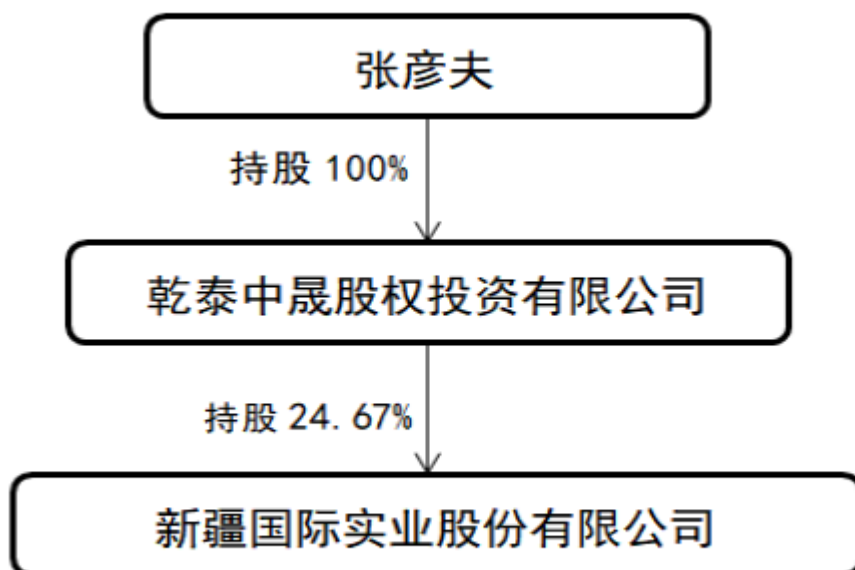 张彦夫
持股 100%
乾泰中晟股权投资有限公司
持股 24.67%
新疆国际实业股份有限公司